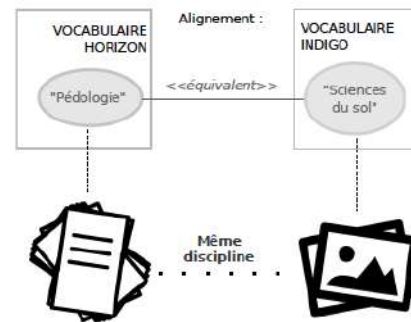 Alignement :
VOCABULAIRE
HORIZON
VOCABULAIRE
INDIGO
"Pédologie"
<<équivalent>>
"Sciences
du sol"
Même
discipline